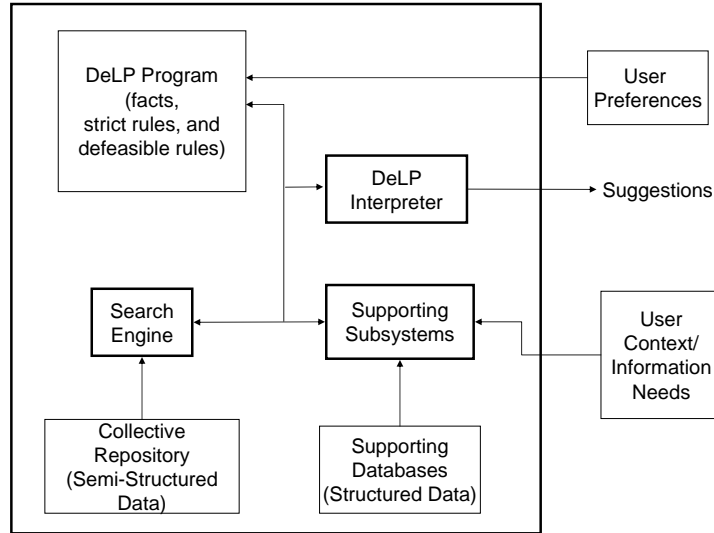 DeLP Program
(facts,
strict rules, and
defeasible rules)
User
Preferences
DeLP
Interpreter
Suggestions
Search
Engine
Supporting
Subsystems
User
Context/
Information
Needs
Collective
Repository
(Semi-Structured
Data)
Supporting
Databases
(Structured Data)